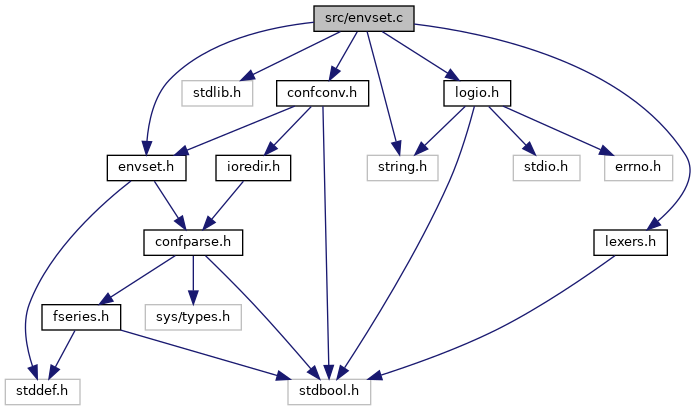 src/envset.c
stdlib.h
confconv.h
logio.h
envset.h
ioredir.h
string.h
stdio.h
errno.h
confparse.h
lexers.h
fseries.h
sys/types.h
stddef.h
stdbool.h